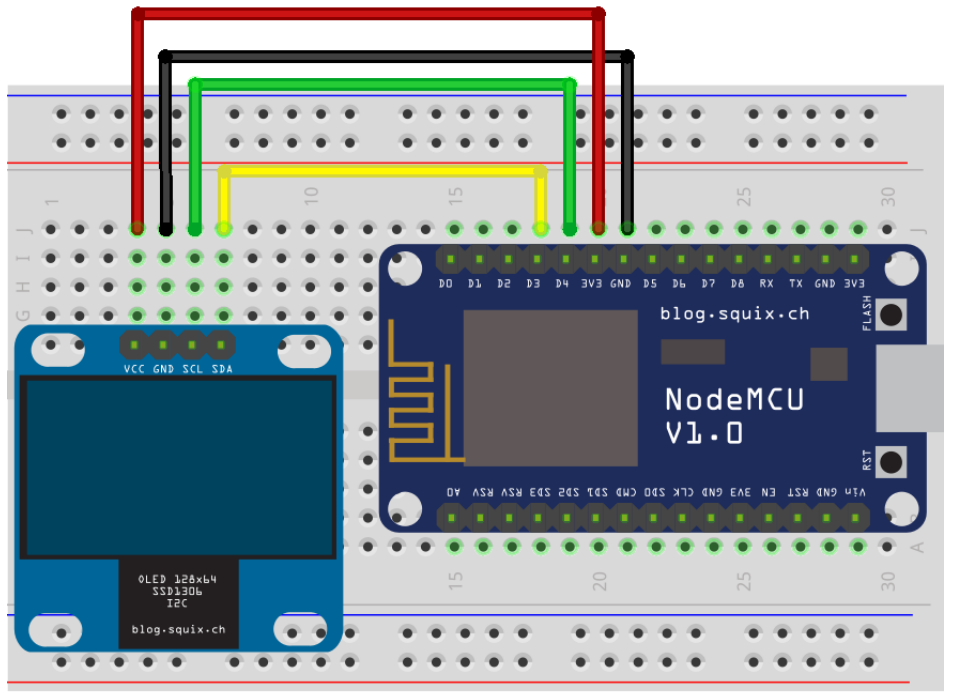 1 10 15 20 25 30
J J
I
H
G
D0 D1 D2 D3 D4 3V3 GND D5 D6 D7 D8 RX TX GND 3V3
blog.squix.ch
FLASH
VCC GND SCL SDA
NodeMCU
V1.0
RST
A0 RSV RSV SD3 SD2 SD1 CMD SD0 CLK GND 3V3 EN RST GND Vin
A
OLED 128x64
SSD1306
I2C
blog.squix.ch
15 20 25 30